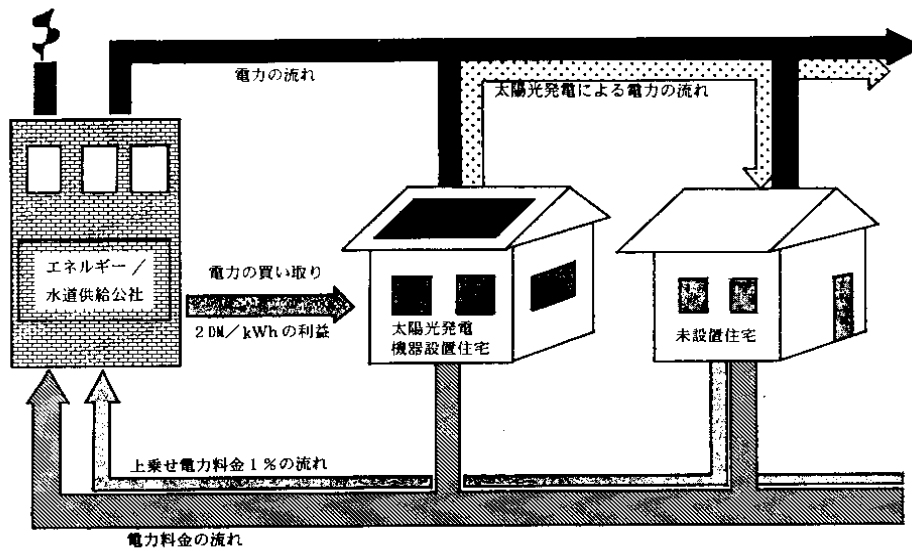 電力の流れ
太陽光発電による電力の流れ
エネルギー／
水道供給公社
電力の買い取り
2DM／kWhの利益
太陽光発電
機器設置住宅
未設置住宅
上乗せ電力料金1％の流れ
電力料金の流れ